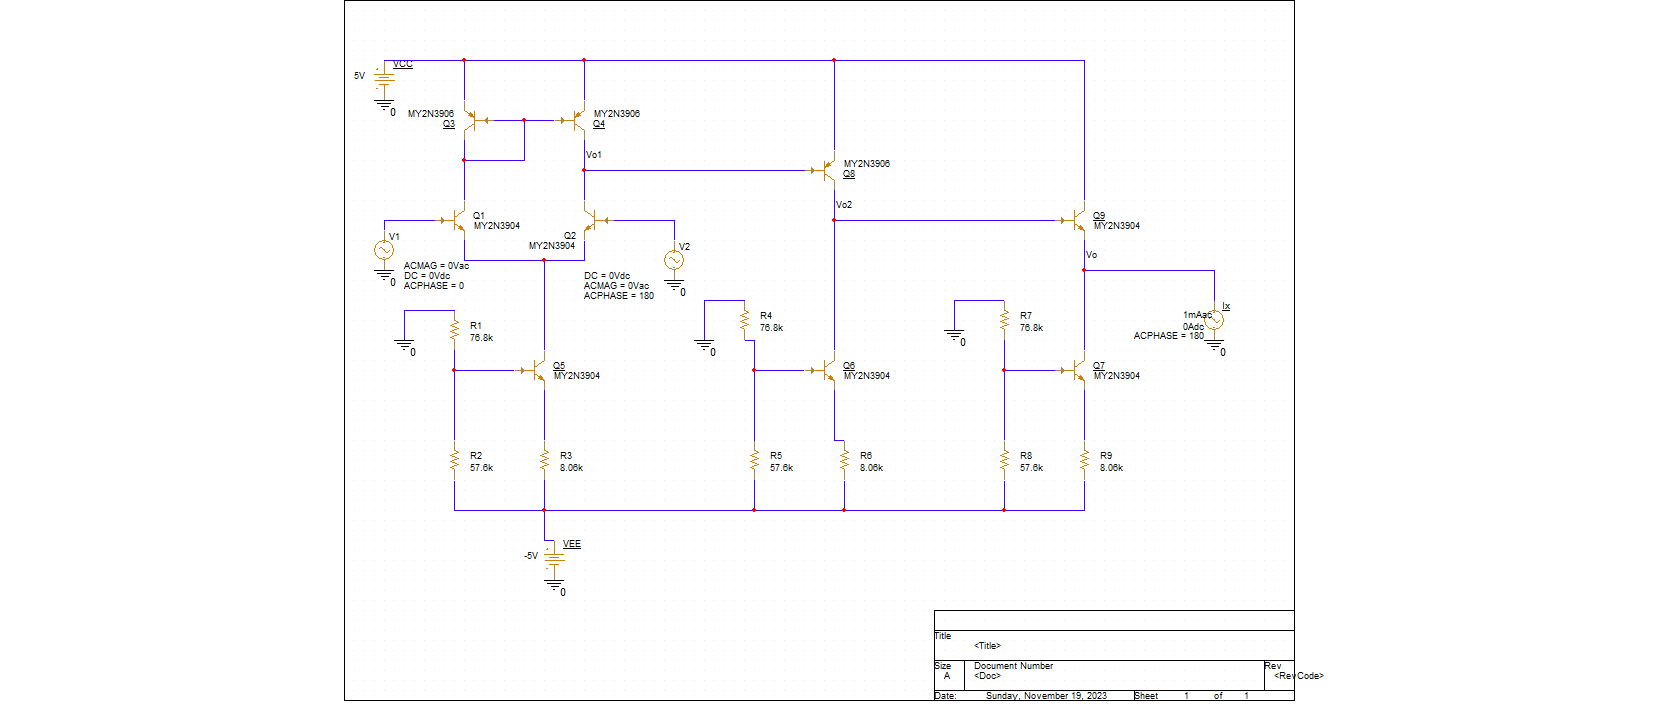 VCC
5V
0
MY2N3906
Q3
MY2N3906
Q4
Vo1
MY2N3906
Q8
Vo2
Q1
MY2N3904
Q2
MY2N3904
Q9
MY2N3904
V1
0
ACMAG = 0Vac
DC = 0Vdc
ACPHASE = 0
V2
0
DC = 0Vdc
ACMAG = 0Vac
ACPHASE = 180
Vo
Ix
1mAac
0Adc
ACPHASE = 180
0
R1
76.8k
0
R4
76.8k
0
R7
76.8k
0
Q5
MY2N3904
Q6
MY2N3904
Q7
MY2N3904
R2
57.6k
R3
8.06k
R5
57.6k
R6
8.06k
R8
57.6k
R9
8.06k
VEE
-5V
0
Title
<Title>
Size
A
Document Number
<Doc>
Rev
<RevCode>
Date:
Sunday, November 19, 2023
Sheet
1
of
1